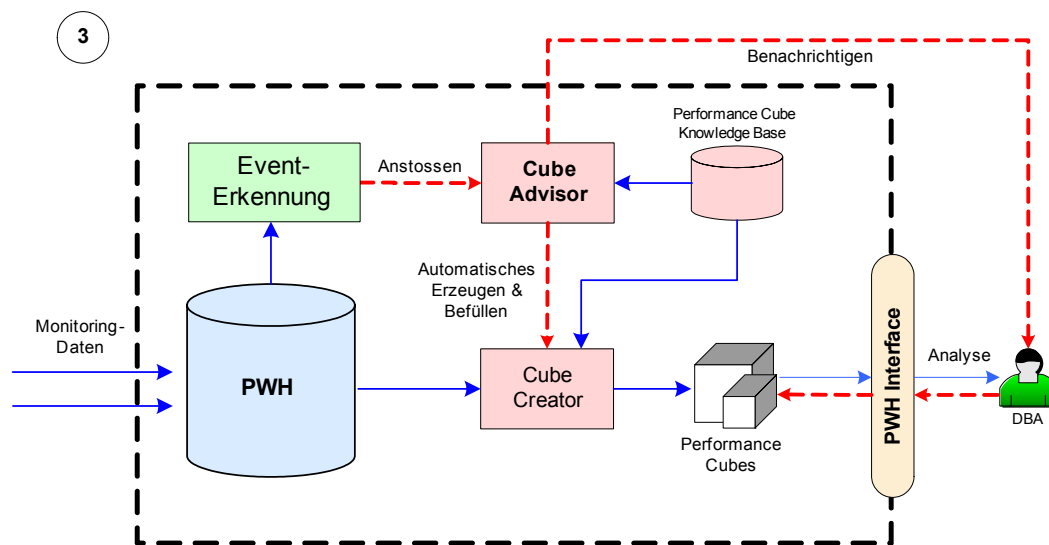 3
Benachrichtigen
Performance Cube
Knowledge Base
Event-
Erkennung
Anstossen
Cube
Advisor
Automatisches
Erzeugen &
Befüllen
Monitoring-
Daten
PWH
Cube
Creator
Performance
Cubes
PWH Interface
Analyse
DBA